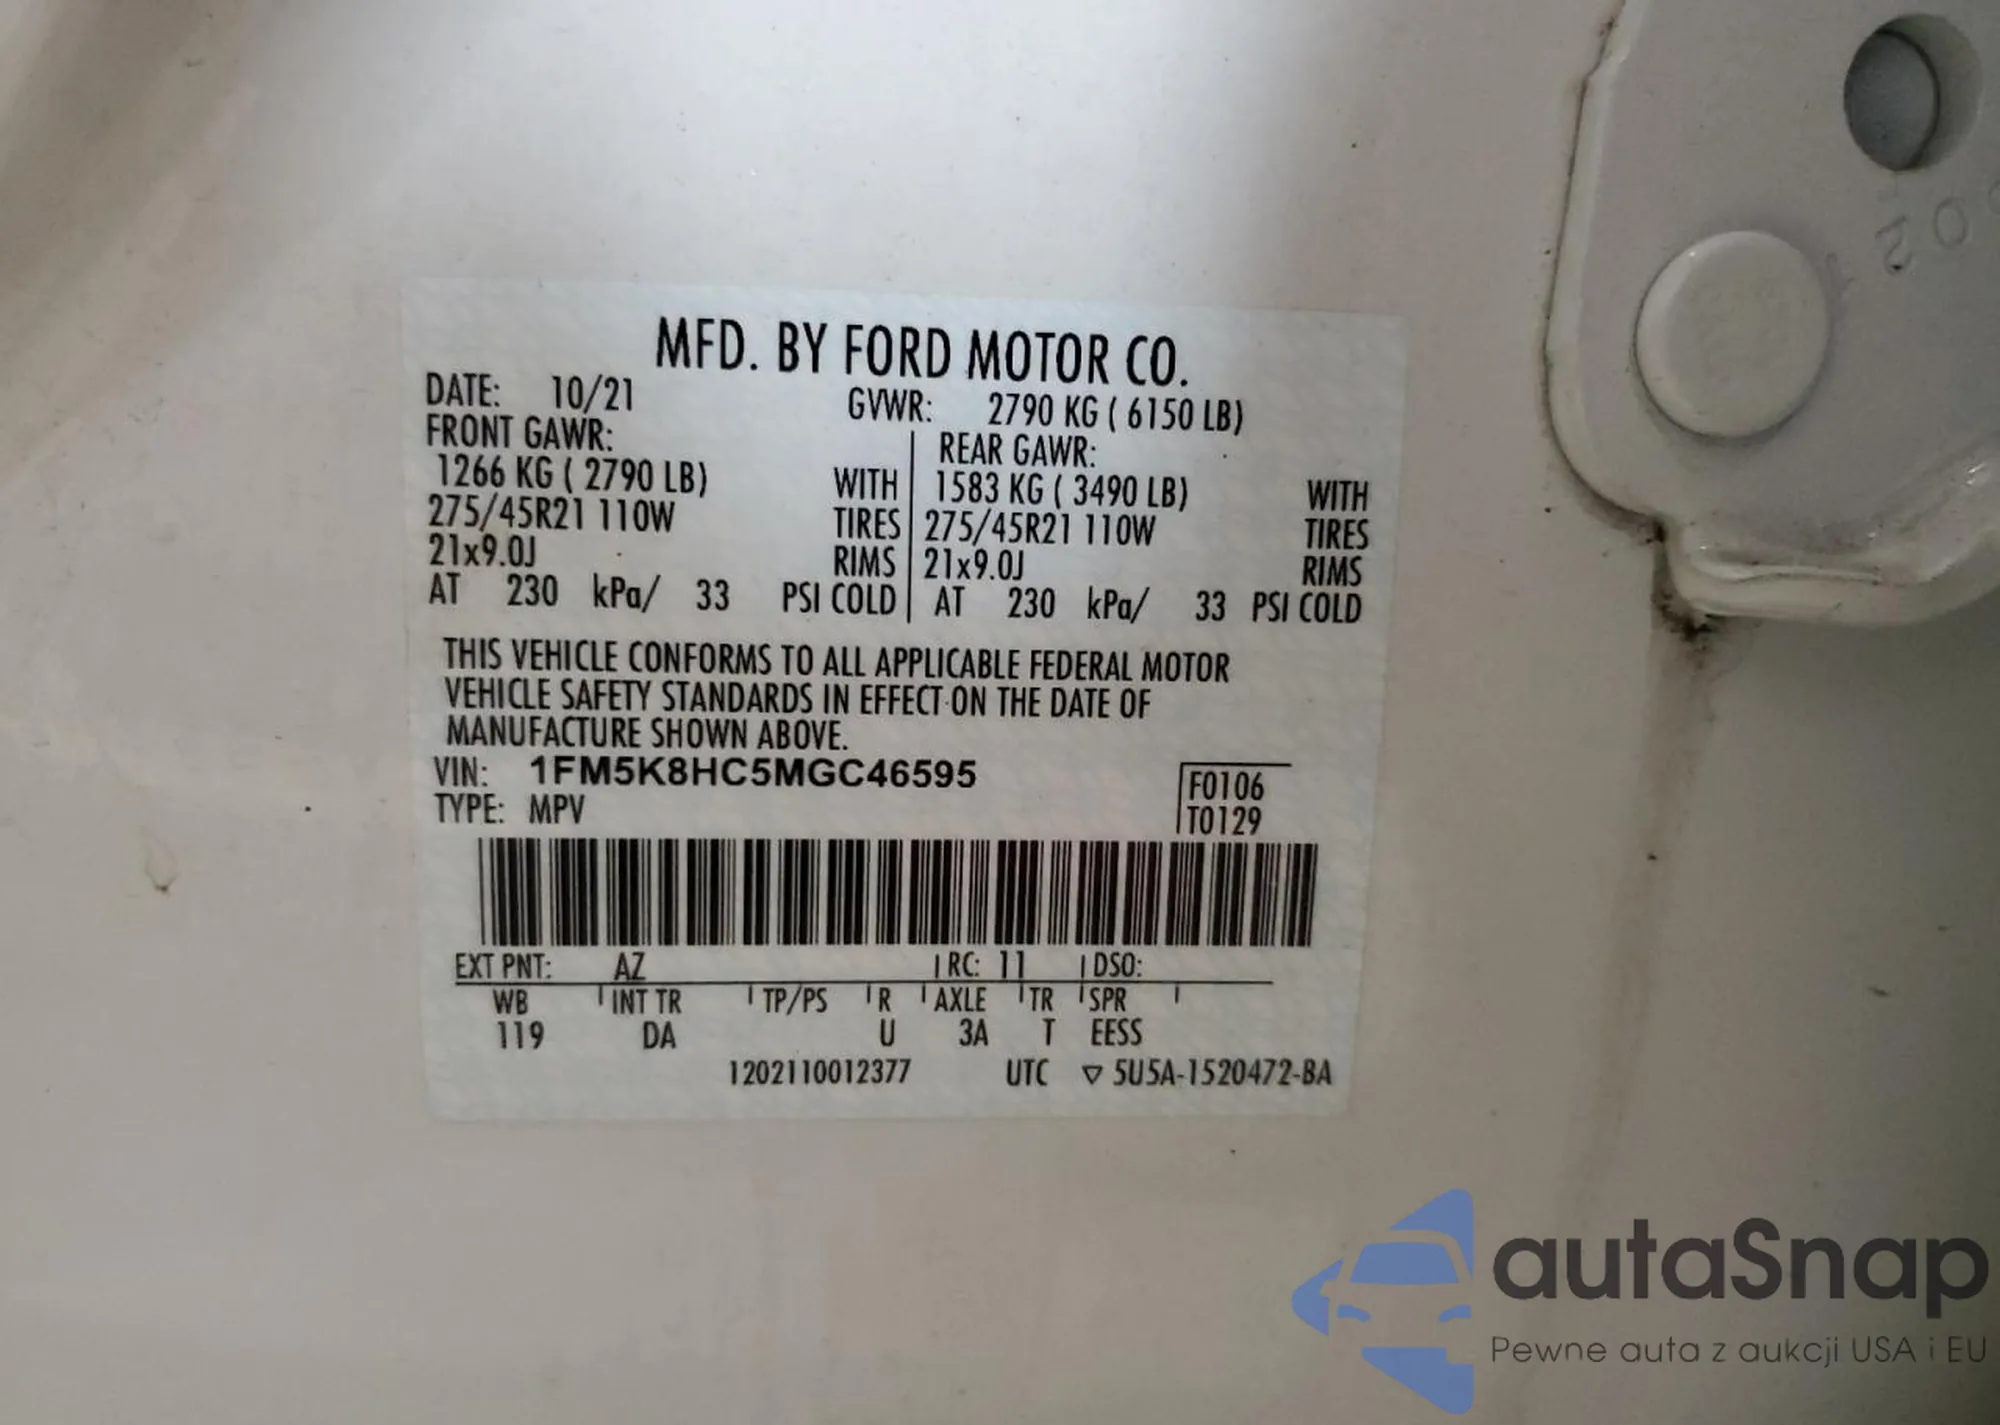 MFD. BY FORD MOTOR CO.
DATE: 10/21 GVWR: 2790 KG ( 6150 LB)
FRONT GAWR: REAR GAWR:
1266 KG ( 2790 LB) WITH 1583 KG ( 3490 LB) WITH
275/45R21 110W TIRES 275/45R21 110W TIRES
21x9.0J RIMS 21x9.0J RIMS
AT 230 kPa/ 33 PSI COLD AT 230 kPa/ 33 PSI COLD
THIS VEHICLE CONFORMS TO ALL APPLICABLE FEDERAL MOTOR
VEHICLE SAFETY STANDARDS IN EFFECT ON THE DATE OF
MANUFACTURE SHOWN ABOVE.
VIN: 1FM5K8HC5MGC46595 F0106
TYPE: MPV T0129
EXT PNT: AZ RC: 11 DSO:
WB INT TR TP/PS R AXLE TR SPR
119 DA U 3A T EESS
1202110012377 UTC ▽ 5U5A-1520472-BA
autaSnap
Pewne auta z aukcji USA i EU